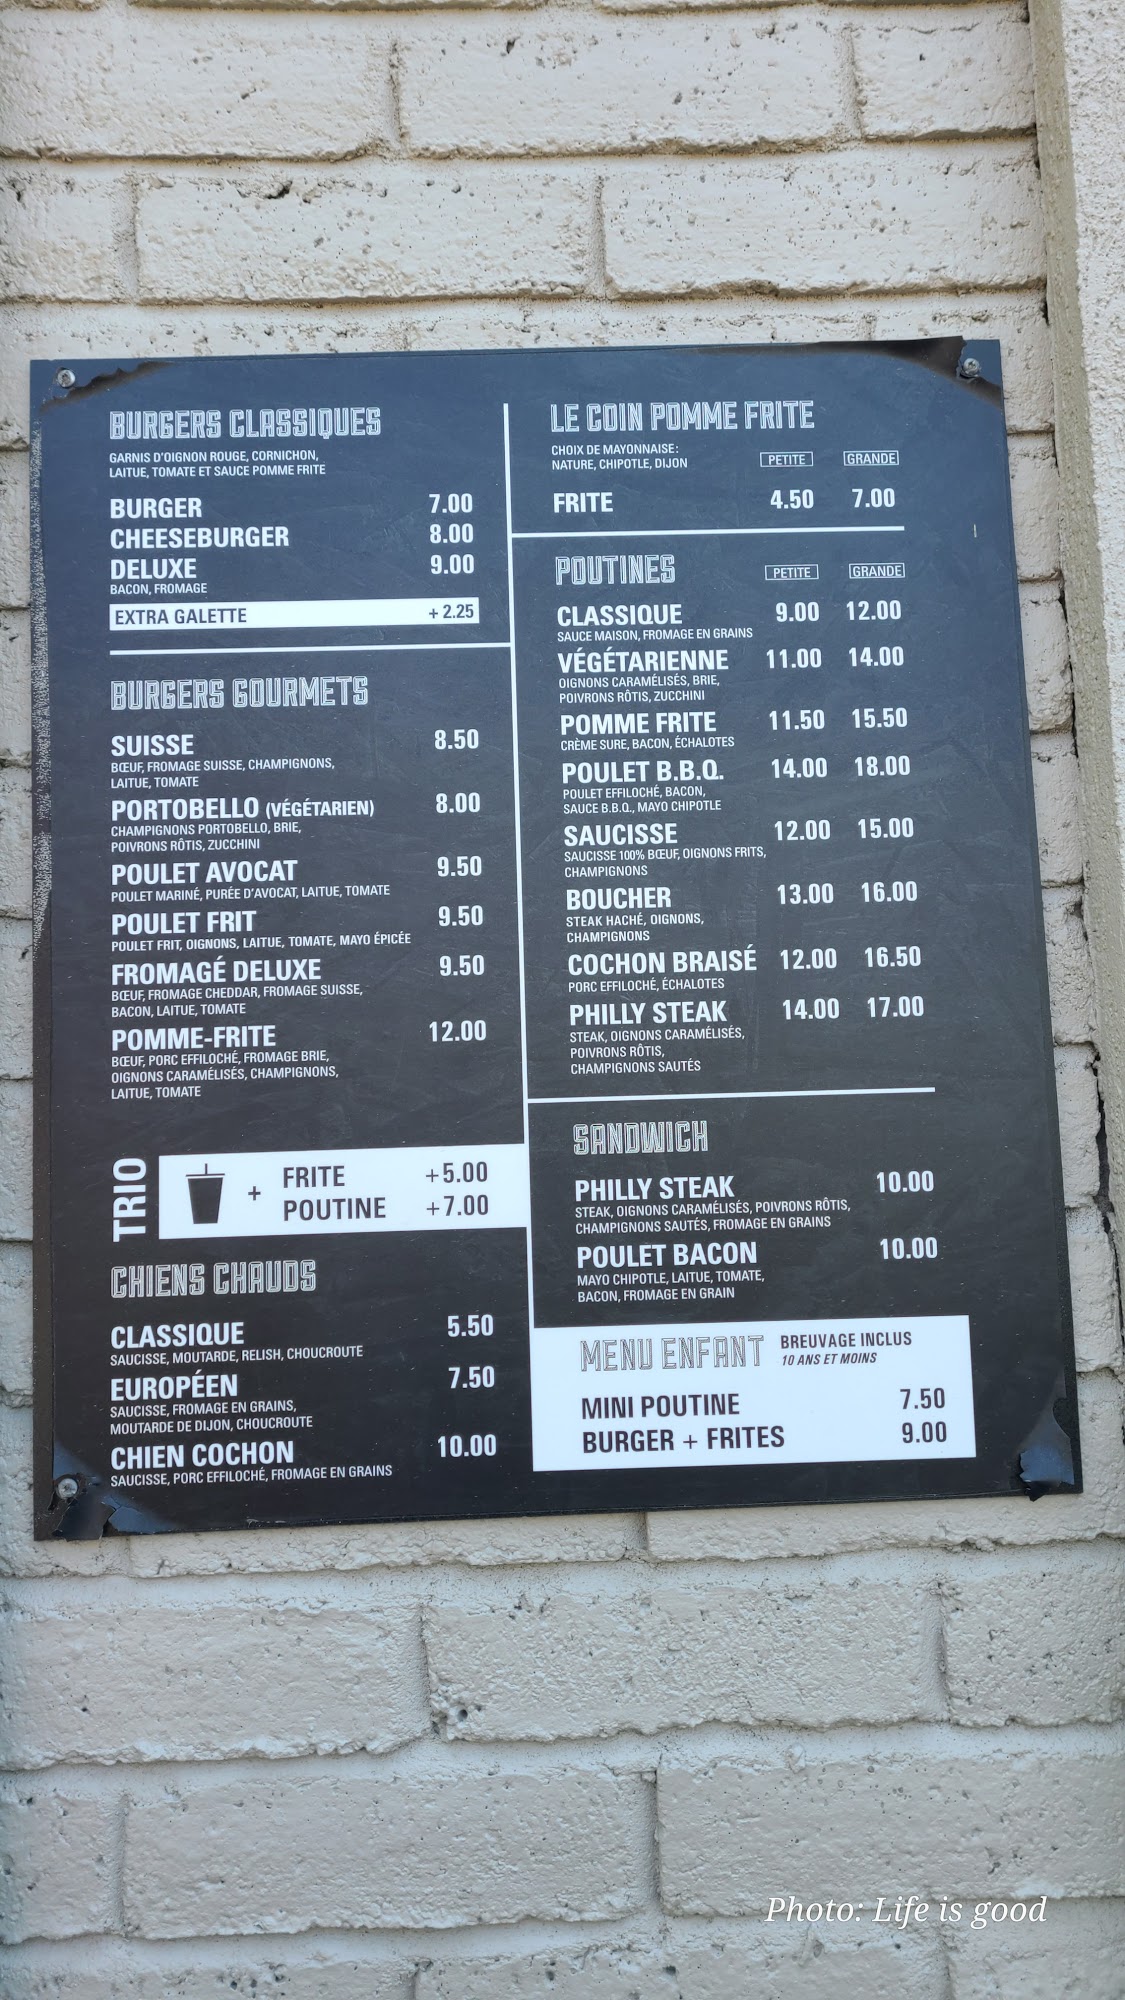 BURGERS CLASSIQUES
GARNIS D'OIGNON ROUGE, CORNICHON,
LAITUE, TOMATE ET SAUCE POMME FRITE
BURGER 7.00
CHEESEBURGER 8.00
DELUXE 9.00
BACON, FROMAGE
EXTRA GALETTE + 2.25
BURGERS GOURMETS
SUISSE 8.50
BŒUF, FROMAGE SUISSE, CHAMPIGNONS,
LAITUE, TOMATE
PORTOBELLO (VÉGÉTARIEN) 8.00
CHAMPIGNONS PORTOBELLO, BRIE,
POIVRONS RÔTIS, ZUCCHINI
POULET AVOCAT 9.50
POULET MARINÉ, PURÉE D'AVOCAT, LAITUE, TOMATE
POULET FRIT 9.50
POULET FRIT, OIGNONS, LAITUE, TOMATE, MAYO ÉPICÉE
FROMAGÉ DELUXE 9.50
BŒUF, FROMAGE CHEDDAR, FROMAGE SUISSE,
BACON, LAITUE, TOMATE
POMME-FRITE 12.00
BŒUF, PORC EFFILOCHÉ, FROMAGE BRIE,
OIGNONS CARAMÉLISÉS, CHAMPIGNONS,
LAITUE, TOMATE
TRIO
+ FRITE +5.00
POUTINE +7.00
CHIENS CHAUDS
CLASSIQUE 5.50
SAUCISSE, MOUTARDE, RELISH, CHOUCROUTE
EUROPÉEN 7.50
SAUCISSE, FROMAGE EN GRAINS,
MOUTARDE DE DIJON, CHOUCROUTE
CHIEN COCHON 10.00
SAUCISSE, PORC EFFILOCHÉ, FROMAGE EN GRAINS
LE COIN POMME FRITE
CHOIX DE MAYONNAISE:
NATURE, CHIPOTLE, DIJON PETITE GRANDE
FRITE 4.50 7.00
POUTINES PETITE GRANDE
CLASSIQUE 9.00 12.00
SAUCE MAISON, FROMAGE EN GRAINS
VÉGÉTARIENNE 11.00 14.00
OIGNONS CARAMÉLISÉS, BRIE,
POIVRONS RÔTIS, ZUCCHINI
POMME FRITE 11.50 15.50
CRÈME SURE, BACON, ÉCHALOTES
POULET B.B.Q. 14.00 18.00
POULET EFFILOCHÉ, BACON,
SAUCE B.B.Q., MAYO CHIPOTLE
SAUCISSE 12.00 15.00
SAUCISSE 100% BŒUF, OIGNONS FRITS,
CHAMPIGNONS
BOUCHER 13.00 16.00
STEAK HACHÉ, OIGNONS,
CHAMPIGNONS
COCHON BRAISÉ 12.00 16.50
PORC EFFILOCHÉ, ÉCHALOTES
PHILLY STEAK 14.00 17.00
STEAK, OIGNONS CARAMÉLISÉS,
POIVRONS RÔTIS,
CHAMPIGNONS SAUTÉS
SANDWICH
PHILLY STEAK 10.00
STEAK, OIGNONS CARAMÉLISÉS, POIVRONS RÔTIS,
CHAMPIGNONS SAUTÉS, FROMAGE EN GRAINS
POULET BACON 10.00
MAYO CHIPOTLE, LAITUE, TOMATE,
BACON, FROMAGE EN GRAIN
MENU ENFANT BREUVAGE INCLUS
10 ANS ET MOINS
MINI POUTINE 7.50
BURGER + FRITES 9.00
Photo: Life is good